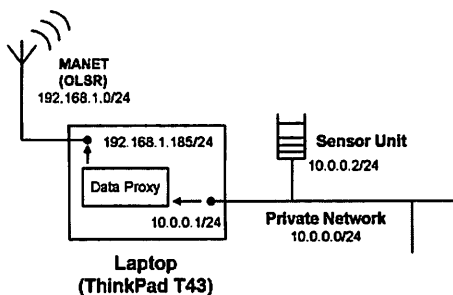 MANET
(OLSR)
192.168.1.0/24
192.168.1.185/24
Data Proxy
10.0.0.1/24
Sensor Unit
10.0.0.2/24
Private Network
10.0.0.0/24
Laptop
(ThinkPad T43)